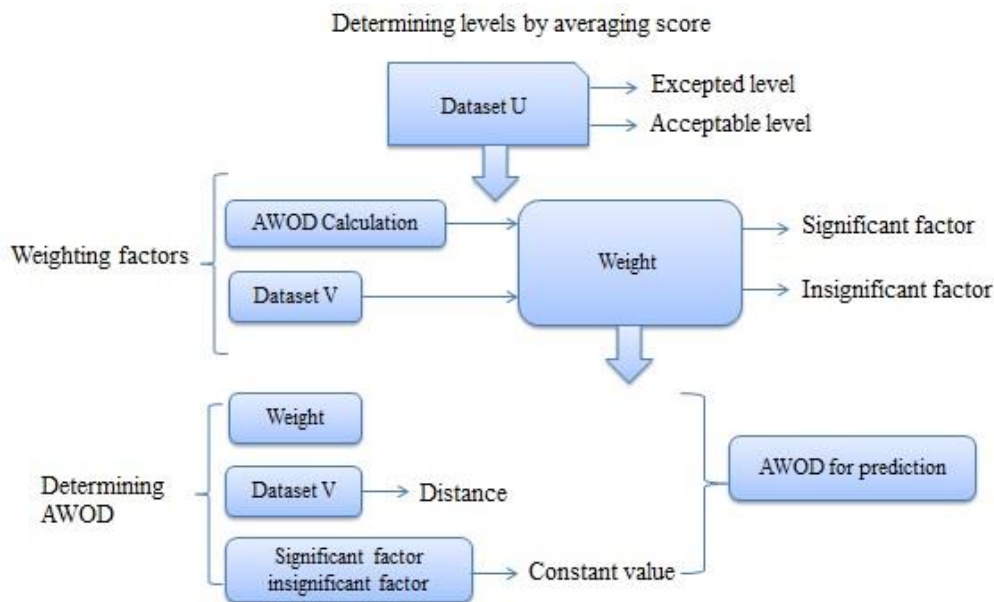 Determining levels by averaging score
Dataset U
Excepted level
Acceptable level
Weighting factors
AWOD Calculation
Dataset V
Weight
Significant factor
Insignificant factor
Determining
AWOD
Weight
Dataset V
Distance
Significant factor
insignificant factor
Constant value
AWOD for prediction